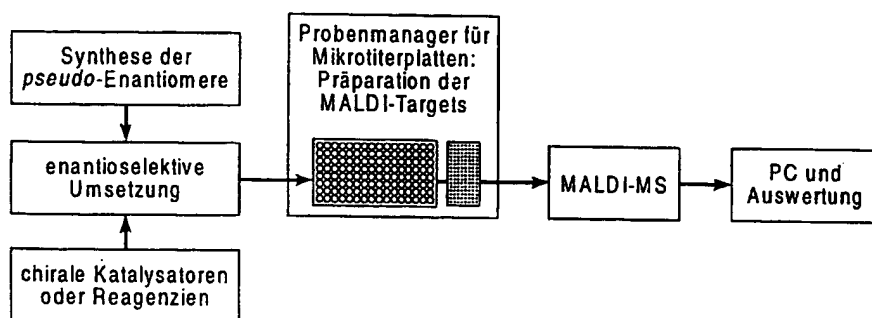 Synthese der
pseudo-Enantiomere
enantioselektive
Umsetzung
chirale Katalysatoren
oder Reagenzien
Probenmanager für
Mikrotiterplatten:
Präparation der
MALDI-Targets
MALDI-MS
PC und
Auswertung